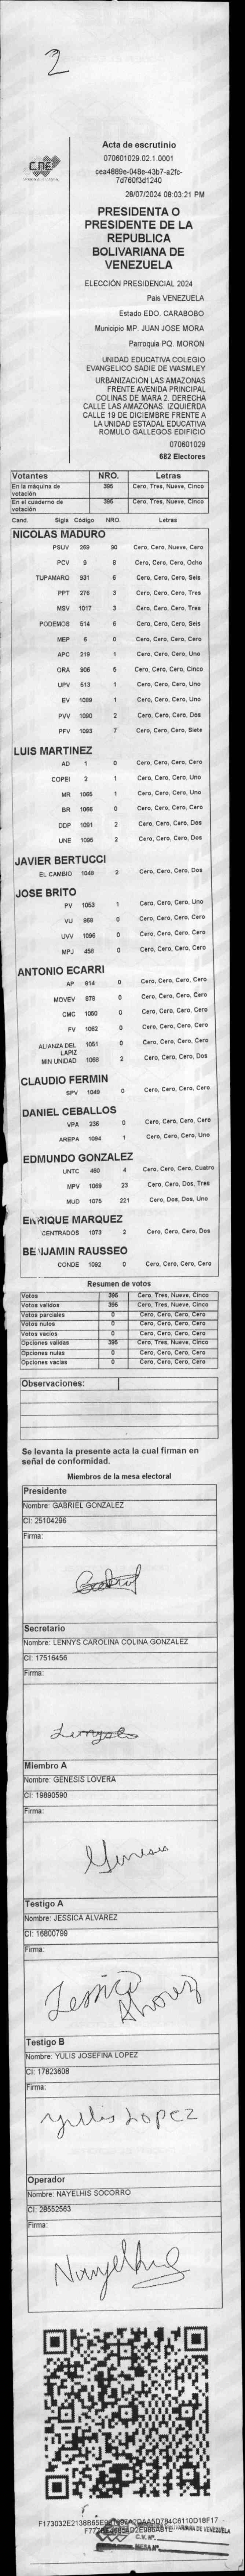 2
CNE
Acta de escrutinio
070601029.02.1.0001
cea4889e-048e-43b7-a2fc-
7d760f3d1240
28/07/2024 08:03:21 PM
PRESIDENTA O
PRESIDENTE DE LA
REPUBLICA
BOLIVARIANA DE
VENEZUELA
ELECCIÓN PRESIDENCIAL 2024
Pais VENEZUELA
Estado EDO. CARABOBO
Municipio MP. JUAN JOSE MORA
Parroquia PQ. MORON
UNIDAD EDUCATIVA COLEGIO
EVANGELICO SADIE DE WASMLEY
URBANIZACION LAS AMAZONAS
FRENTE AVENIDA PRINCIPAL
COLINAS DE MARA 2. DERECHA
CALLE LAS AMAZONAS. IZQUIERDA
CALLE 19 DE DICIEMBRE FRENTE A
LA UNIDAD ESTADAL EDUCATIVA
ROMULO GALLEGOS EDIFICIO
070601029
682 Electores
Votantes NRO. Letras
En la máquina de votación 395 Cero, Tres, Nueve, Cinco
En el cuaderno de votación 395 Cero, Tres, Nueve, Cinco
Cand. Sigla Código NRO. Letras
NICOLAS MADURO
PSUV 269 90 Cero, Cero, Nueve, Cero
PCV 9 8 Cero, Cero, Cero, Ocho
TUPAMARO 931 6 Cero, Cero, Cero, Seis
PPT 276 3 Cero, Cero, Cero, Tres
MSV 1017 3 Cero, Cero, Cero, Tres
PODEMOS 514 6 Cero, Cero, Cero, Seis
MEP 6 0 Cero, Cero, Cero, Cero
APC 219 1 Cero, Cero, Cero, Uno
ORA 906 5 Cero, Cero, Cero, Cinco
UPV 613 1 Cero, Cero, Cero, Uno
EV 1089 1 Cero, Cero, Cero, Uno
PVV 1090 2 Cero, Cero, Cero, Dos
PFV 1093 7 Cero, Cero, Cero, Siete
LUIS MARTINEZ
AD 1 0 Cero, Cero, Cero, Cero
COPEI 2 1 Cero, Cero, Cero, Uno
MR 1065 1 Cero, Cero, Cero, Uno
BR 1066 0 Cero, Cero, Cero, Cero
DDP 1091 2 Cero, Cero, Cero, Dos
UNE 1095 2 Cero, Cero, Cero, Dos
JAVIER BERTUCCI
EL CAMBIO 1048 2 Cero, Cero, Cero, Dos
JOSE BRITO
PV 1053 1 Cero, Cero, Cero, Uno
VU 868 0 Cero, Cero, Cero, Cero
UVV 1096 0 Cero, Cero, Cero, Cero
MPJ 458 0 Cero, Cero, Cero, Cero
ANTONIO ECARRI
AP 814 0 Cero, Cero, Cero, Cero
MOVEV 878 0 Cero, Cero, Cero, Cero
CMC 1050 0 Cero, Cero, Cero, Cero
FV 1062 0 Cero, Cero, Cero, Cero
ALIANZA DEL LAPIZ 1051 0 Cero, Cero, Cero, Cero
MIN UNIDAD 1068 2 Cero, Cero, Cero, Dos
CLAUDIO FERMIN
SPV 1049 0 Cero, Cero, Cero, Cero
DANIEL CEBALLOS
VPA 236 0 Cero, Cero, Cero, Cero
AREPA 1094 1 Cero, Cero, Cero, Uno
EDMUNDO GONZALEZ
UNTC 460 4 Cero, Cero, Cero, Cuatro
MPV 1069 23 Cero, Cero, Dos, Tres
MUD 1075 221 Cero, Dos, Dos, Uno
ENRIQUE MARQUEZ
CENTRADOS 1073 2 Cero, Cero, Cero, Dos
BENJAMIN RAUSSEO
CONDE 1092 0 Cero, Cero, Cero, Cero
Resumen de votos
Votos 395 Cero, Tres, Nueve, Cinco
Votos validos 395 Cero, Tres, Nueve, Cinco
Votos parciales 0 Cero, Cero, Cero, Cero
Votos nulos 0 Cero, Cero, Cero, Cero
Votos vacios 0 Cero, Cero, Cero, Cero
Opciones validas 395 Cero, Tres, Nueve, Cinco
Opciones nulas 0 Cero, Cero, Cero, Cero
Opciones vacias 0 Cero, Cero, Cero, Cero
Observaciones:
Se levanta la presente acta la cual firman en
señal de conformidad.
Miembros de la mesa electoral
Presidente
Nombre: GABRIEL GONZALEZ
CI: 25104296
Firma:
Gabriel
Secretario
Nombre: LENNYS CAROLINA COLINA GONZALEZ
CI: 17516456
Firma:
Miembro A
Nombre: GENESIS LOVERA
CI: 19890590
Firma:
Genesis
Testigo A
Nombre: JESSICA ALVAREZ
CI: 16800799
Firma:
Jessica
Alvarez
Testigo B
Nombre: YULIS JOSEFINA LOPEZ
CI: 17823608
Firma:
Yulis Lopez
Operador
Nombre: NAYELHIS SOCORRO
CI: 28552563
Firma:
Nayelhis
BOLIVARIANA DE VENEZUELA
C.V. Nº
MESA Nº